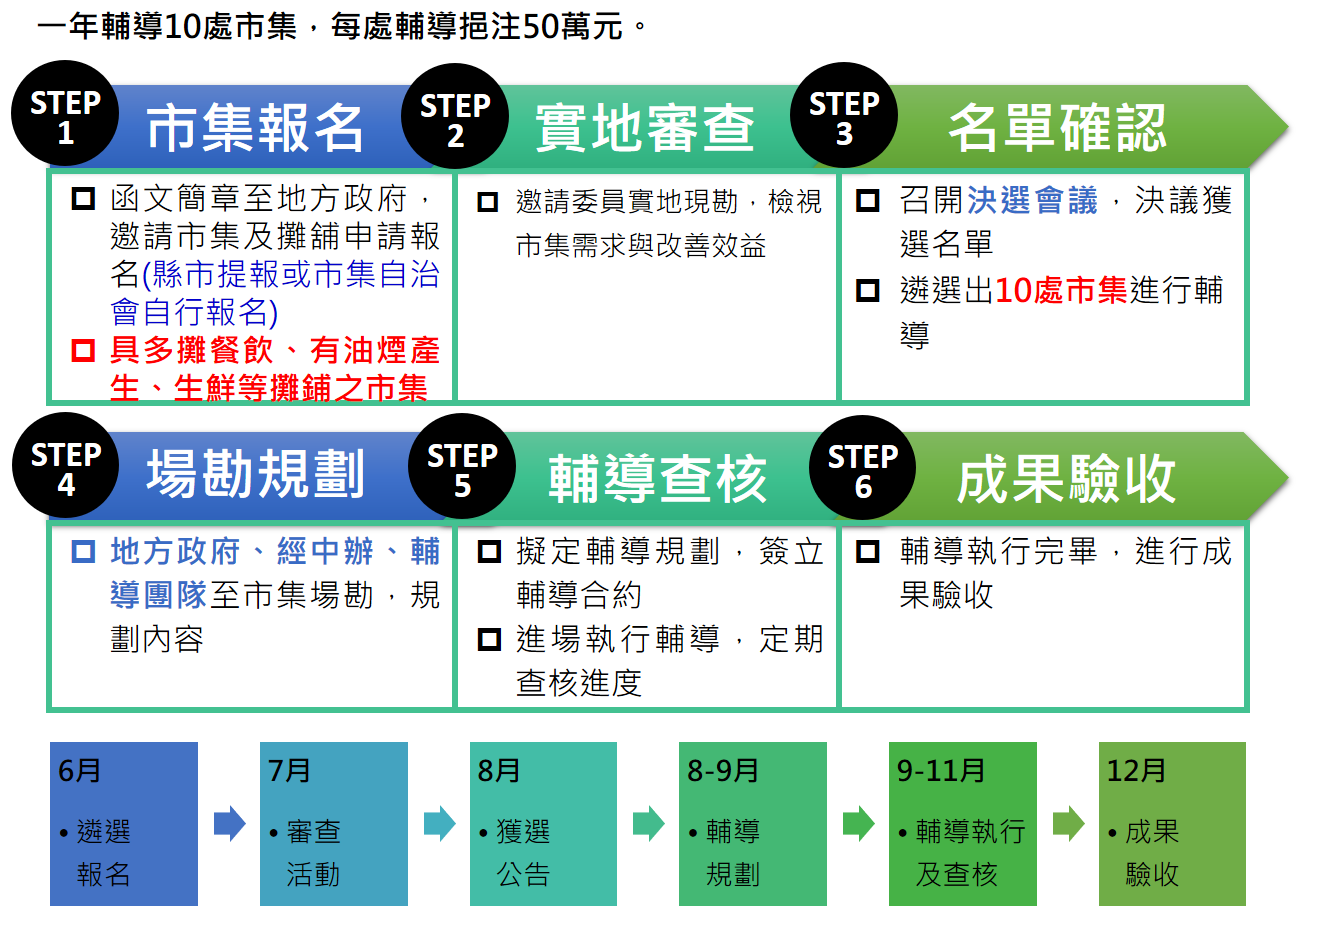 一年輔導10處市集，每處輔導挹注50萬元。
STEP
1
市集報名
STEP
2
實地審查
STEP
3
名單確認
函文簡章至地方政府，
邀請市集及攤舖申請報
名(縣市提報或市集自治
會自行報名)
具多攤餐飲、有油煙產
生、生鮮等攤鋪之市集
邀請委員實地現勘，檢視
市集需求與改善效益
召開決選會議，決議獲
選名單
遴選出10處市集進行輔
導
STEP
4
場勘規劃
STEP
5
輔導查核
STEP
6
成果驗收
地方政府、經中辦、輔
導團隊至市集場勘，規
劃內容
擬定輔導規劃，簽立
輔導合約
進場執行輔導，定期
查核進度
輔導執行完畢，進行成
果驗收
6月
• 遴選
報名
7月
• 審查
活動
8月
• 獲選
公告
8-9月
• 輔導
規劃
9-11月
• 輔導執行
及查核
12月
• 成果
驗收